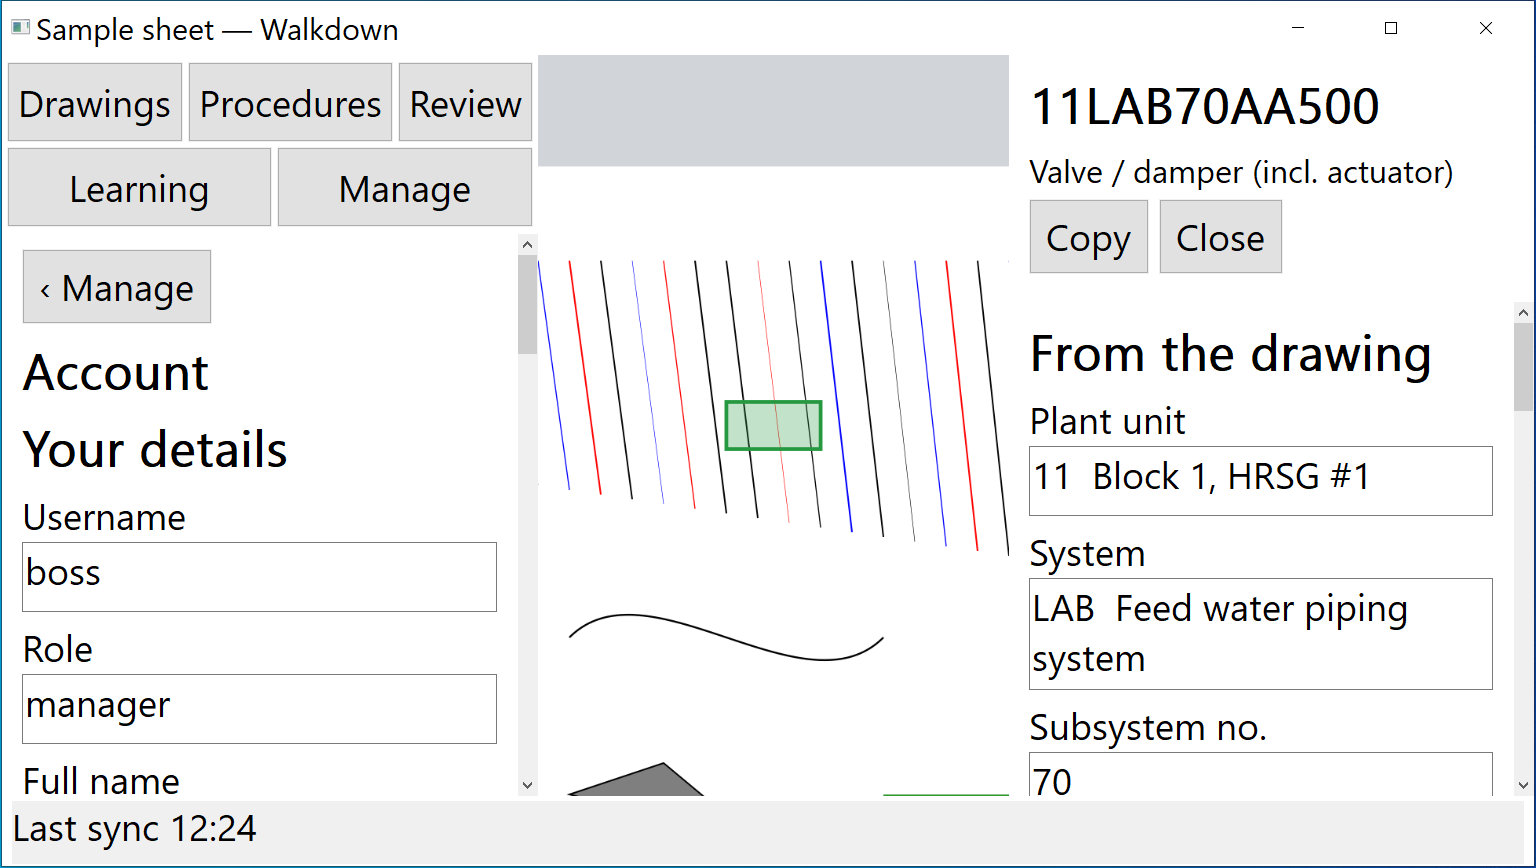 Sample sheet — Walkdown
Drawings
Procedures
Review
Learning
Manage
‹ Manage
Account
Your details
Username
boss
Role
manager
Full name
11LAB70AA500
Valve / damper (incl. actuator)
Copy
Close
From the drawing
Plant unit
11  Block 1, HRSG #1
System
LAB  Feed water piping
system
Subsystem no.
70
Last sync 12:24